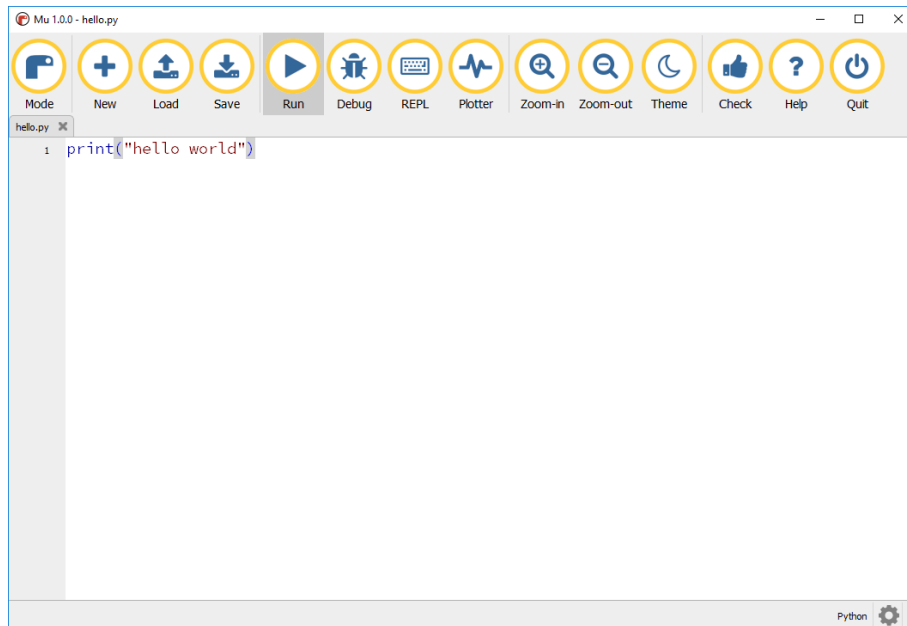 Mu 1.0.0 - hello.py
Mode New Load Save Run Debug REPL Plotter Zoom-in Zoom-out Theme Check Help Quit
hello.py
1 print("hello world")
Python